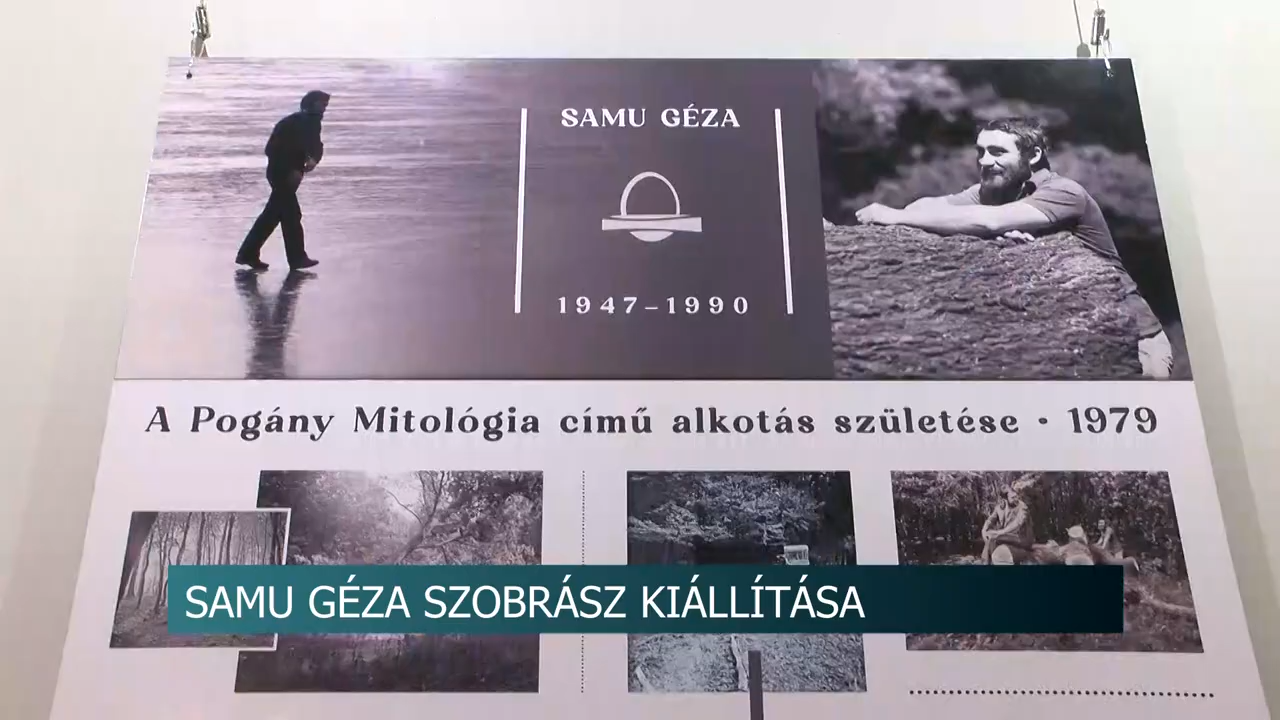 SAMU GÉZA
1947–1990
A Pogány Mitológia című alkotás születése • 1979
SAMU GÉZA SZOBRÁSZ KIÁLLÍTÁSA